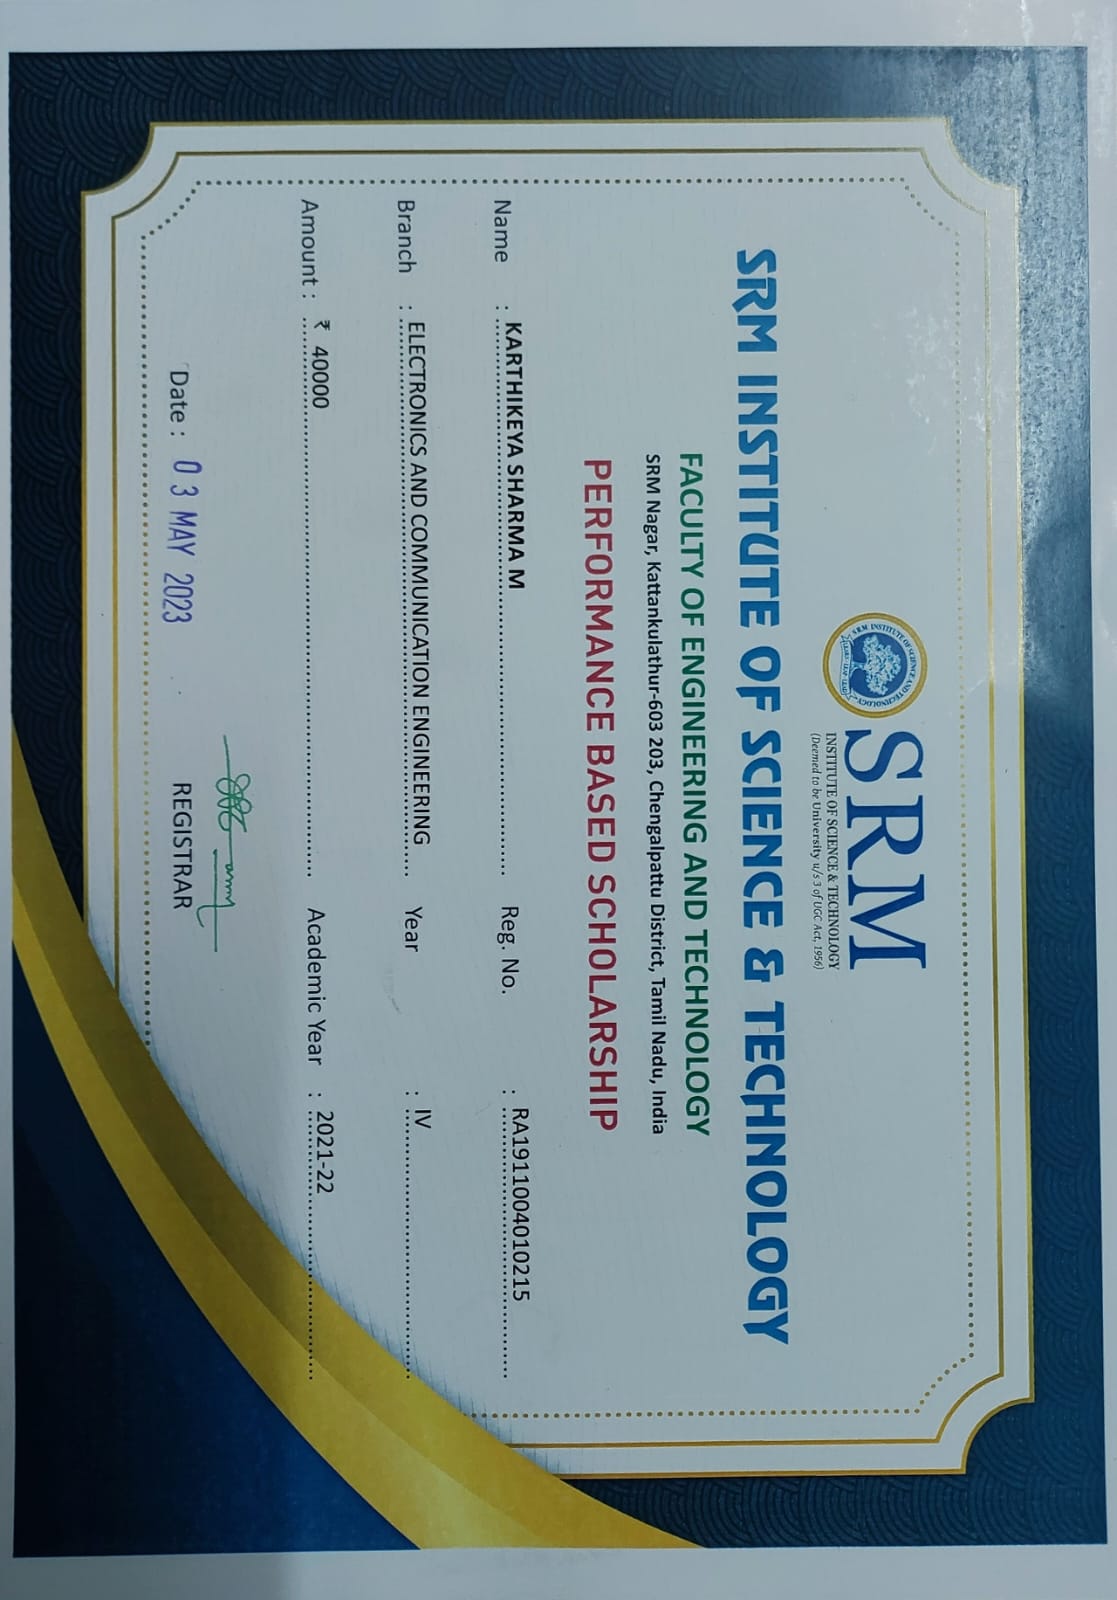 SRM INSTITUTE OF SCIENCE AND TECHNOLOGY
LEARN - LEAP - LEAD
SRM
INSTITUTE OF SCIENCE & TECHNOLOGY
(Deemed to be University u/s 3 of UGC Act, 1956)
SRM INSTITUTE OF SCIENCE & TECHNOLOGY
FACULTY OF ENGINEERING AND TECHNOLOGY
SRM Nagar, Kattankulathur-603 203, Chengalpattu District, Tamil Nadu, India
PERFORMANCE BASED SCHOLARSHIP
Name : KARTHIKEYA SHARMA M Reg. No. : RA1911004010215
Branch : ELECTRONICS AND COMMUNICATION ENGINEERING Year : IV
Amount : ₹ 40000 Academic Year : 2021-22
Date : 03 MAY 2023
REGISTRAR